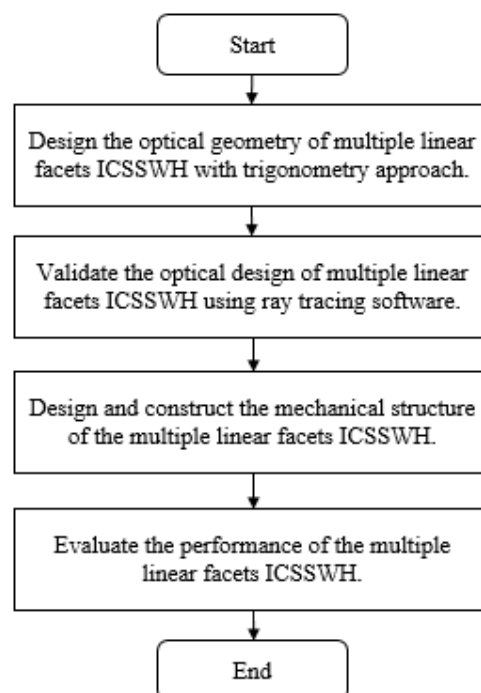 Start
Design the optical geometry of multiple linear
facets ICSSWH with trigonometry approach.
Validate the optical design of multiple linear
facets ICSSWH using ray tracing software.
Design and construct the mechanical structure
of the multiple linear facets ICSSWH.
Evaluate the performance of the multiple
linear facets ICSSWH.
End